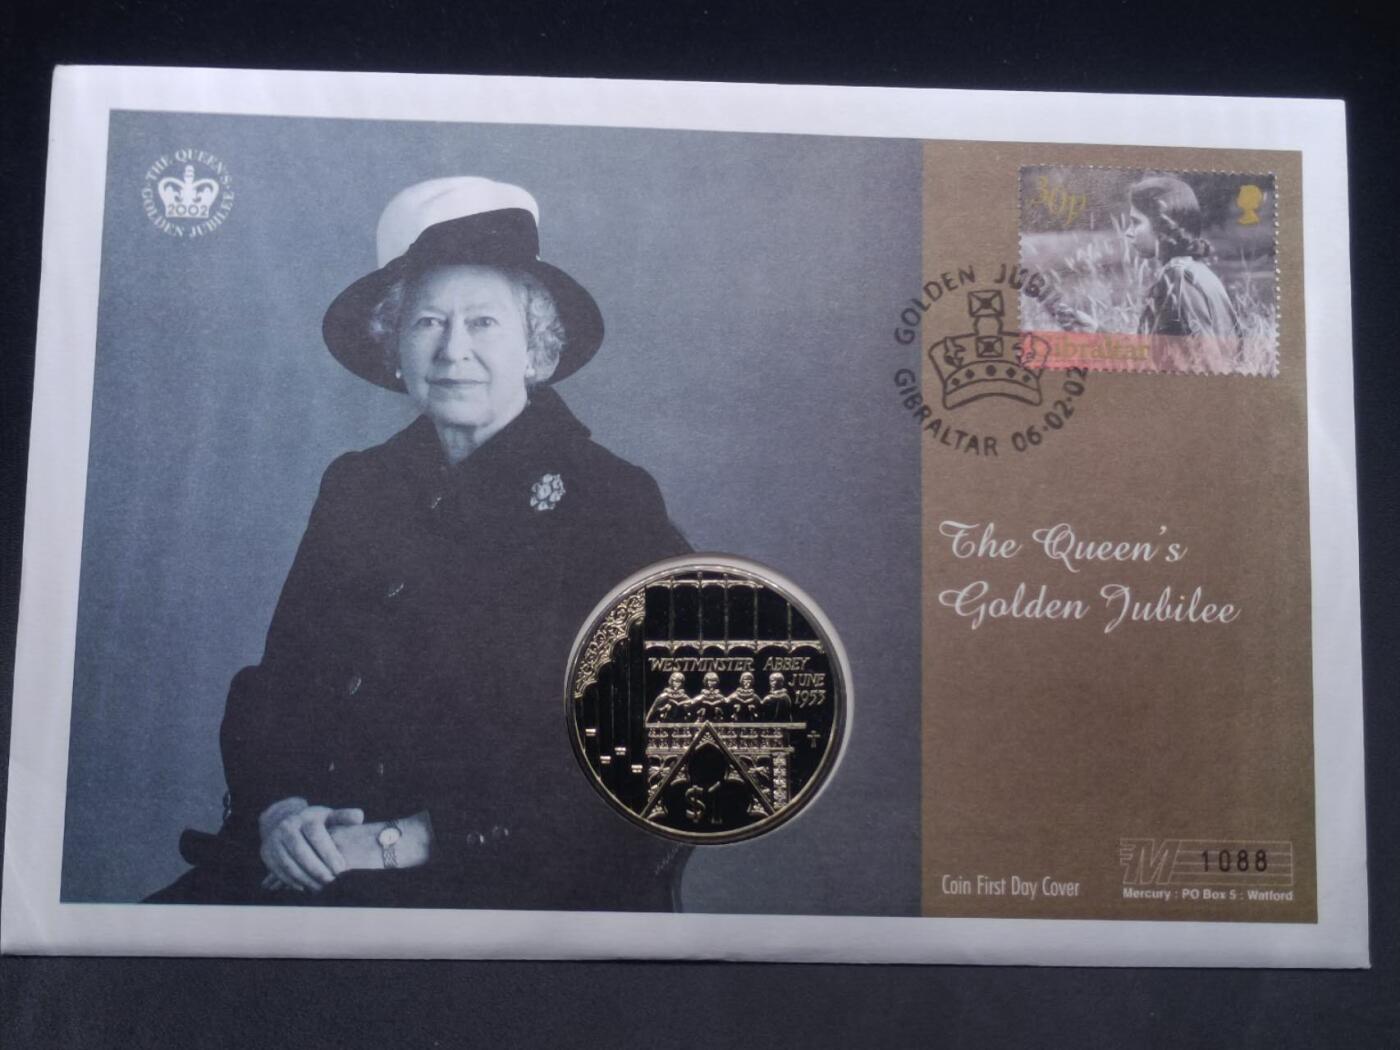 THE QUEEN'S GOLDEN JUBILEE
2002
30p
Gibraltar
GOLDEN JUBILEE
GIBRALTAR 06·02·02
The Queen's
Golden Jubilee
WESTMINSTER ABBEY
JUNE
1953
$1
M 1088
Coin First Day Cover
Mercury : PO Box 5 : Watford